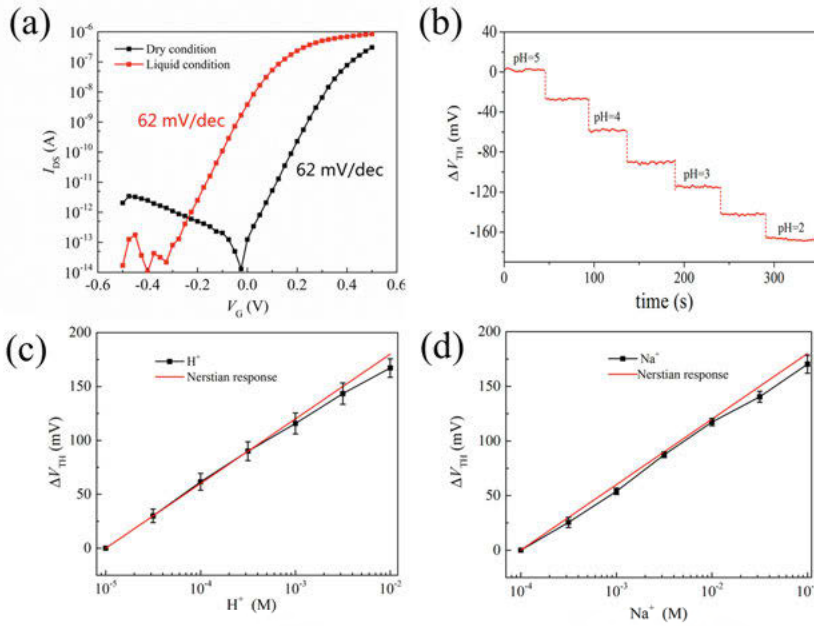 (a)
Dry condition
Liquid condition
62 mV/dec
62 mV/dec
I_DS (A)
10^-6
10^-7
10^-8
10^-9
10^-10
10^-11
10^-12
10^-13
10^-14
-0.6 -0.4 -0.2 0.0 0.2 0.4 0.6
V_G (V)
(b)
ΔV_TH (mV)
40
0
-40
-80
-120
-160
pH=5
pH=4
pH=3
pH=2
0 100 200 300
time (s)
(c)
H^+
Nerstian response
ΔV_TH (mV)
200
150
100
50
0
10^-5 10^-4 10^-3 10^-2
H^+ (M)
(d)
Na^+
Nerstian response
ΔV_TH (mV)
200
150
100
50
0
10^-4 10^-3 10^-2 10^-1
Na^+ (M)